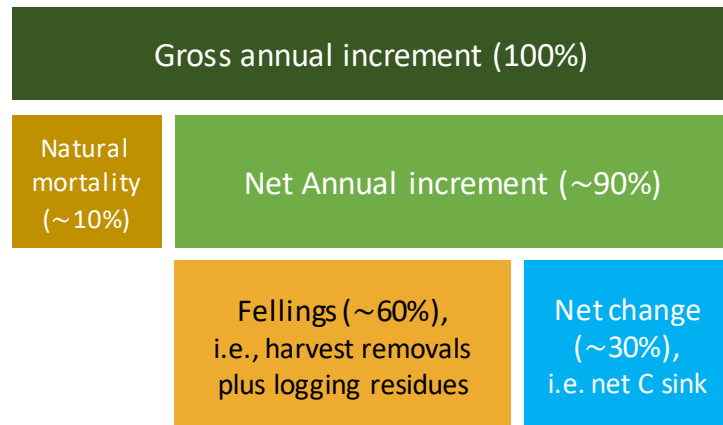 Gross annual increment (100%)
Natural
mortality
(~10%)
Net Annual increment (~90%)
Fellings (~60%),
i.e., harvest removals
plus logging residues
Net change
(~30%),
i.e. net C sink